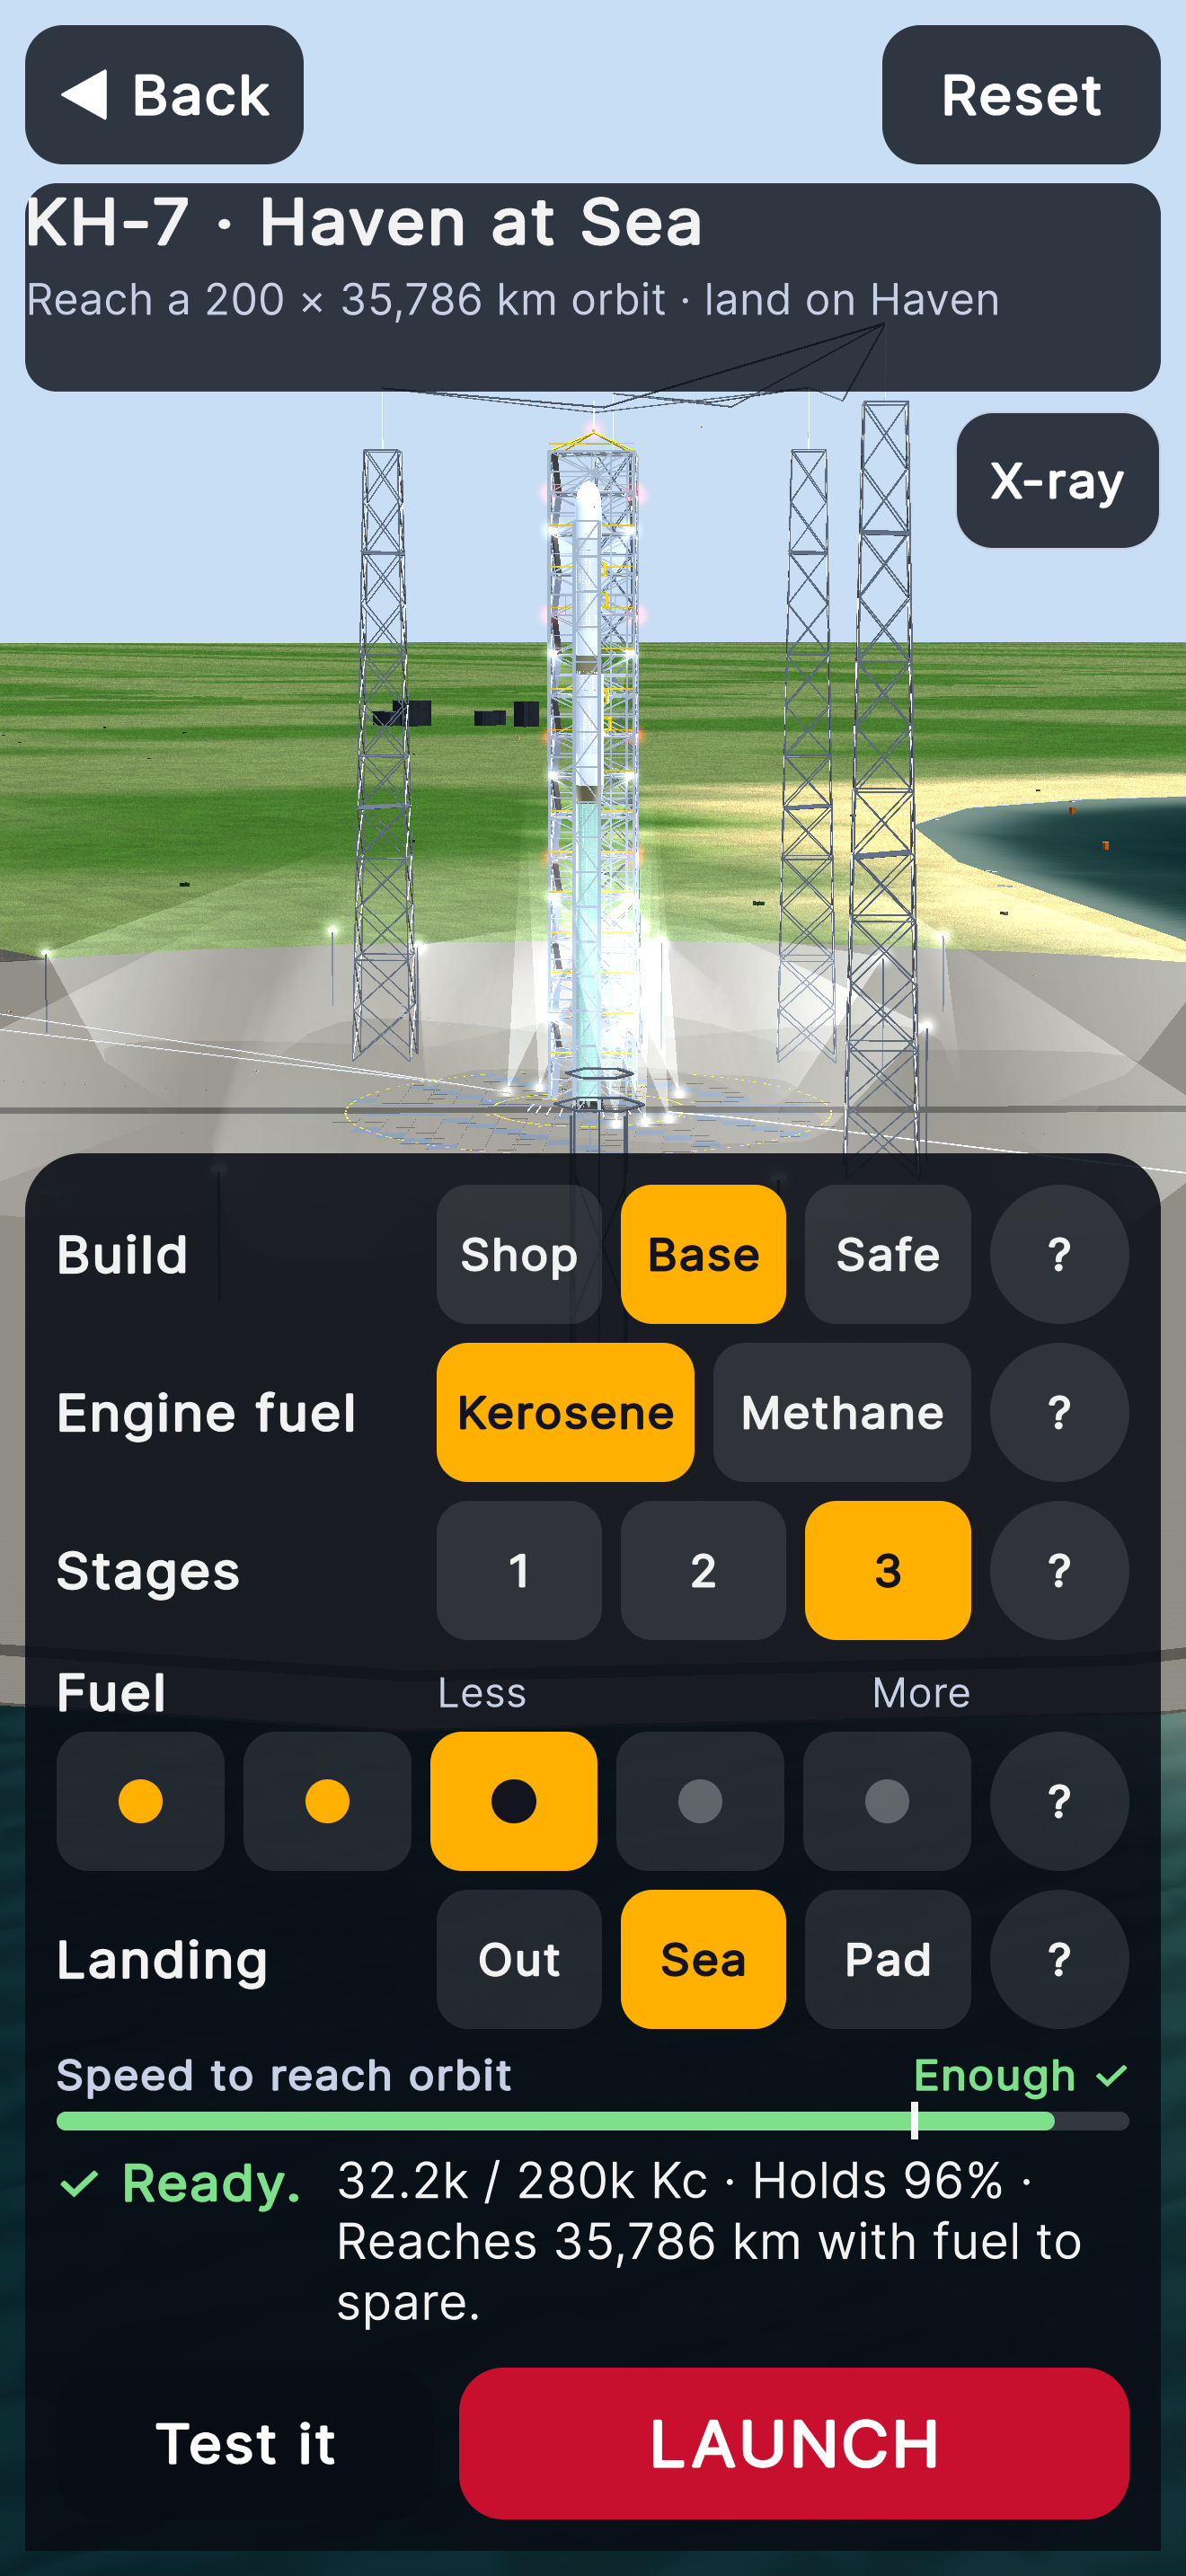 ◀ Back
Reset
KH-7 · Haven at Sea
Reach a 200 × 35,786 km orbit · land on Haven
X-ray
Build Shop Base Safe ?
Engine fuel Kerosene Methane ?
Stages 1 2 3 ?
Fuel Less More
?
Landing Out Sea Pad ?
Speed to reach orbit Enough ✓
✓ Ready. 32.2k / 280k Kc · Holds 96% ·
Reaches 35,786 km with fuel to
spare.
Test it LAUNCH